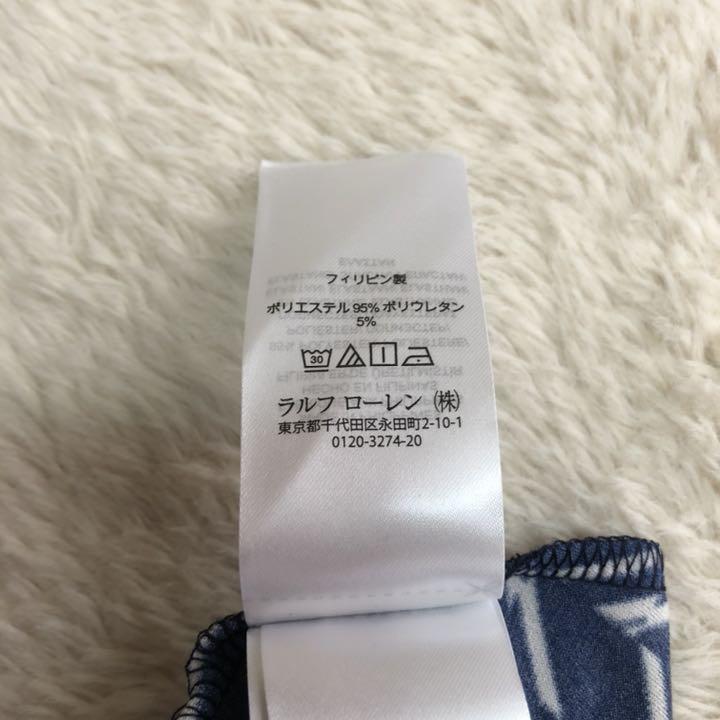 フィリピン製
ポリエステル 95% ポリウレタン
5%
30
ラルフ ローレン (株)
東京都千代田区永田町2-10-1
0120-3274-20